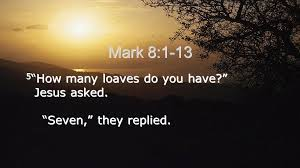 Mark 8:1-13
5“How many loaves do you have?”
Jesus asked.
“Seven,” they replied.